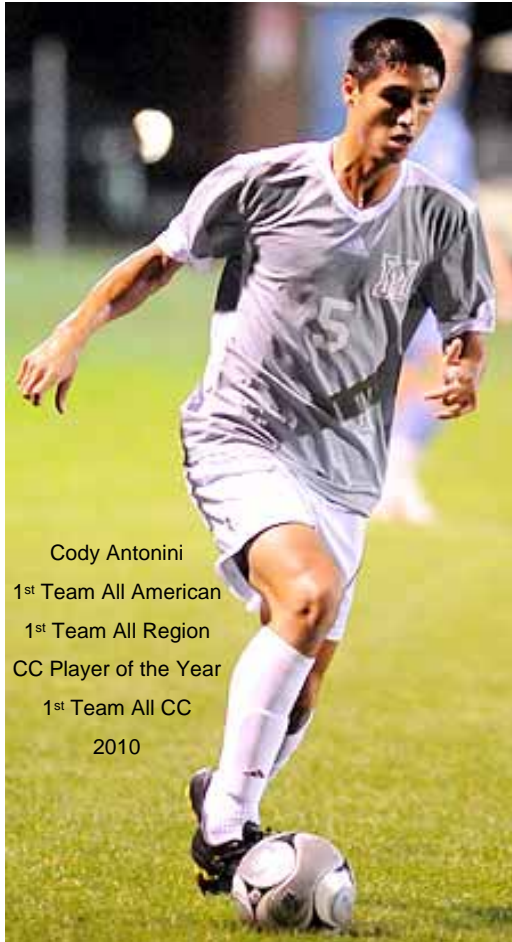 M
5
Cody Antonini
1st Team All American
1st Team All Region
CC Player of the Year
1st Team All CC
2010